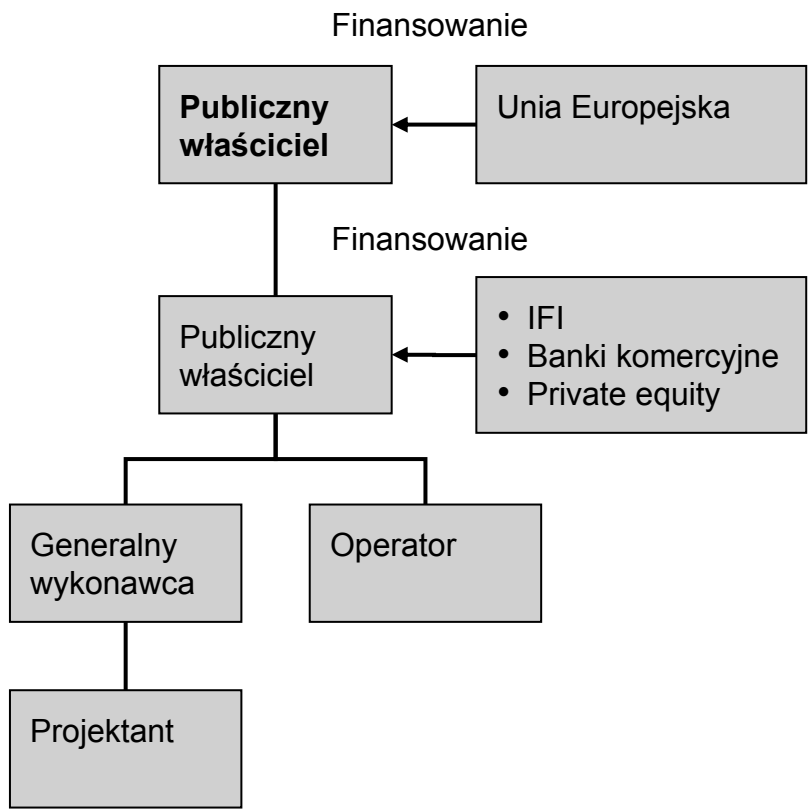 Finansowanie
Publiczny
właściciel
Unia Europejska
Finansowanie
Publiczny
właściciel
• IFI
• Banki komercyjne
• Private equity
Generalny
wykonawca
Operator
Projektant